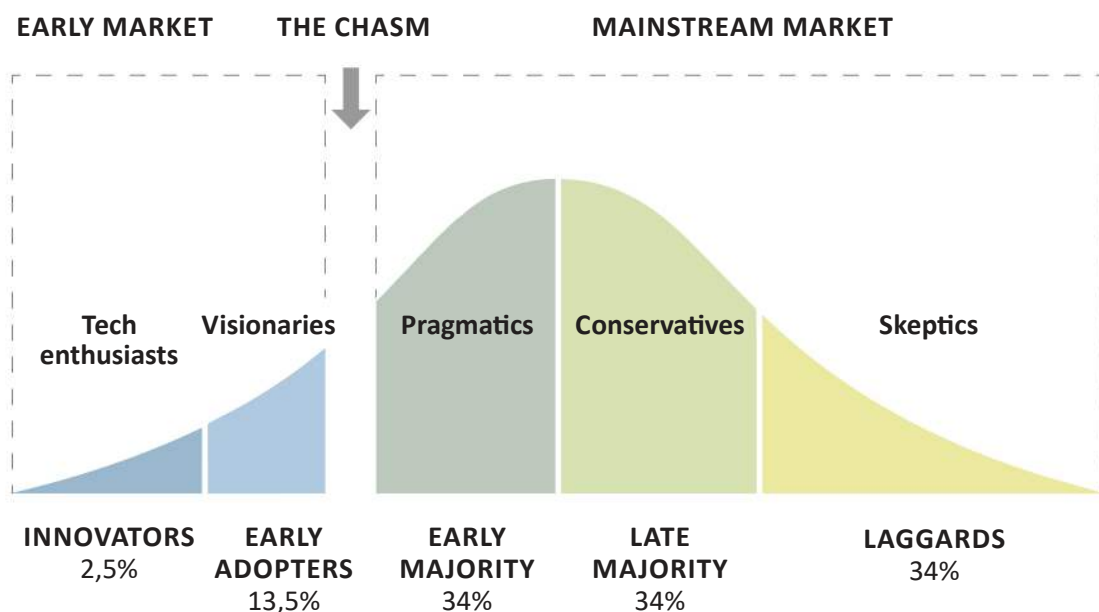 EARLY MARKET
THE CHASM
MAINSTREAM MARKET
Tech
enthusiasts
Visionaries
Pragmatics
Conservatives
Skeptics
INNOVATORS
2,5%
EARLY
ADOPTERS
13,5%
EARLY
MAJORITY
34%
LATE
MAJORITY
34%
LAGGARDS
34%